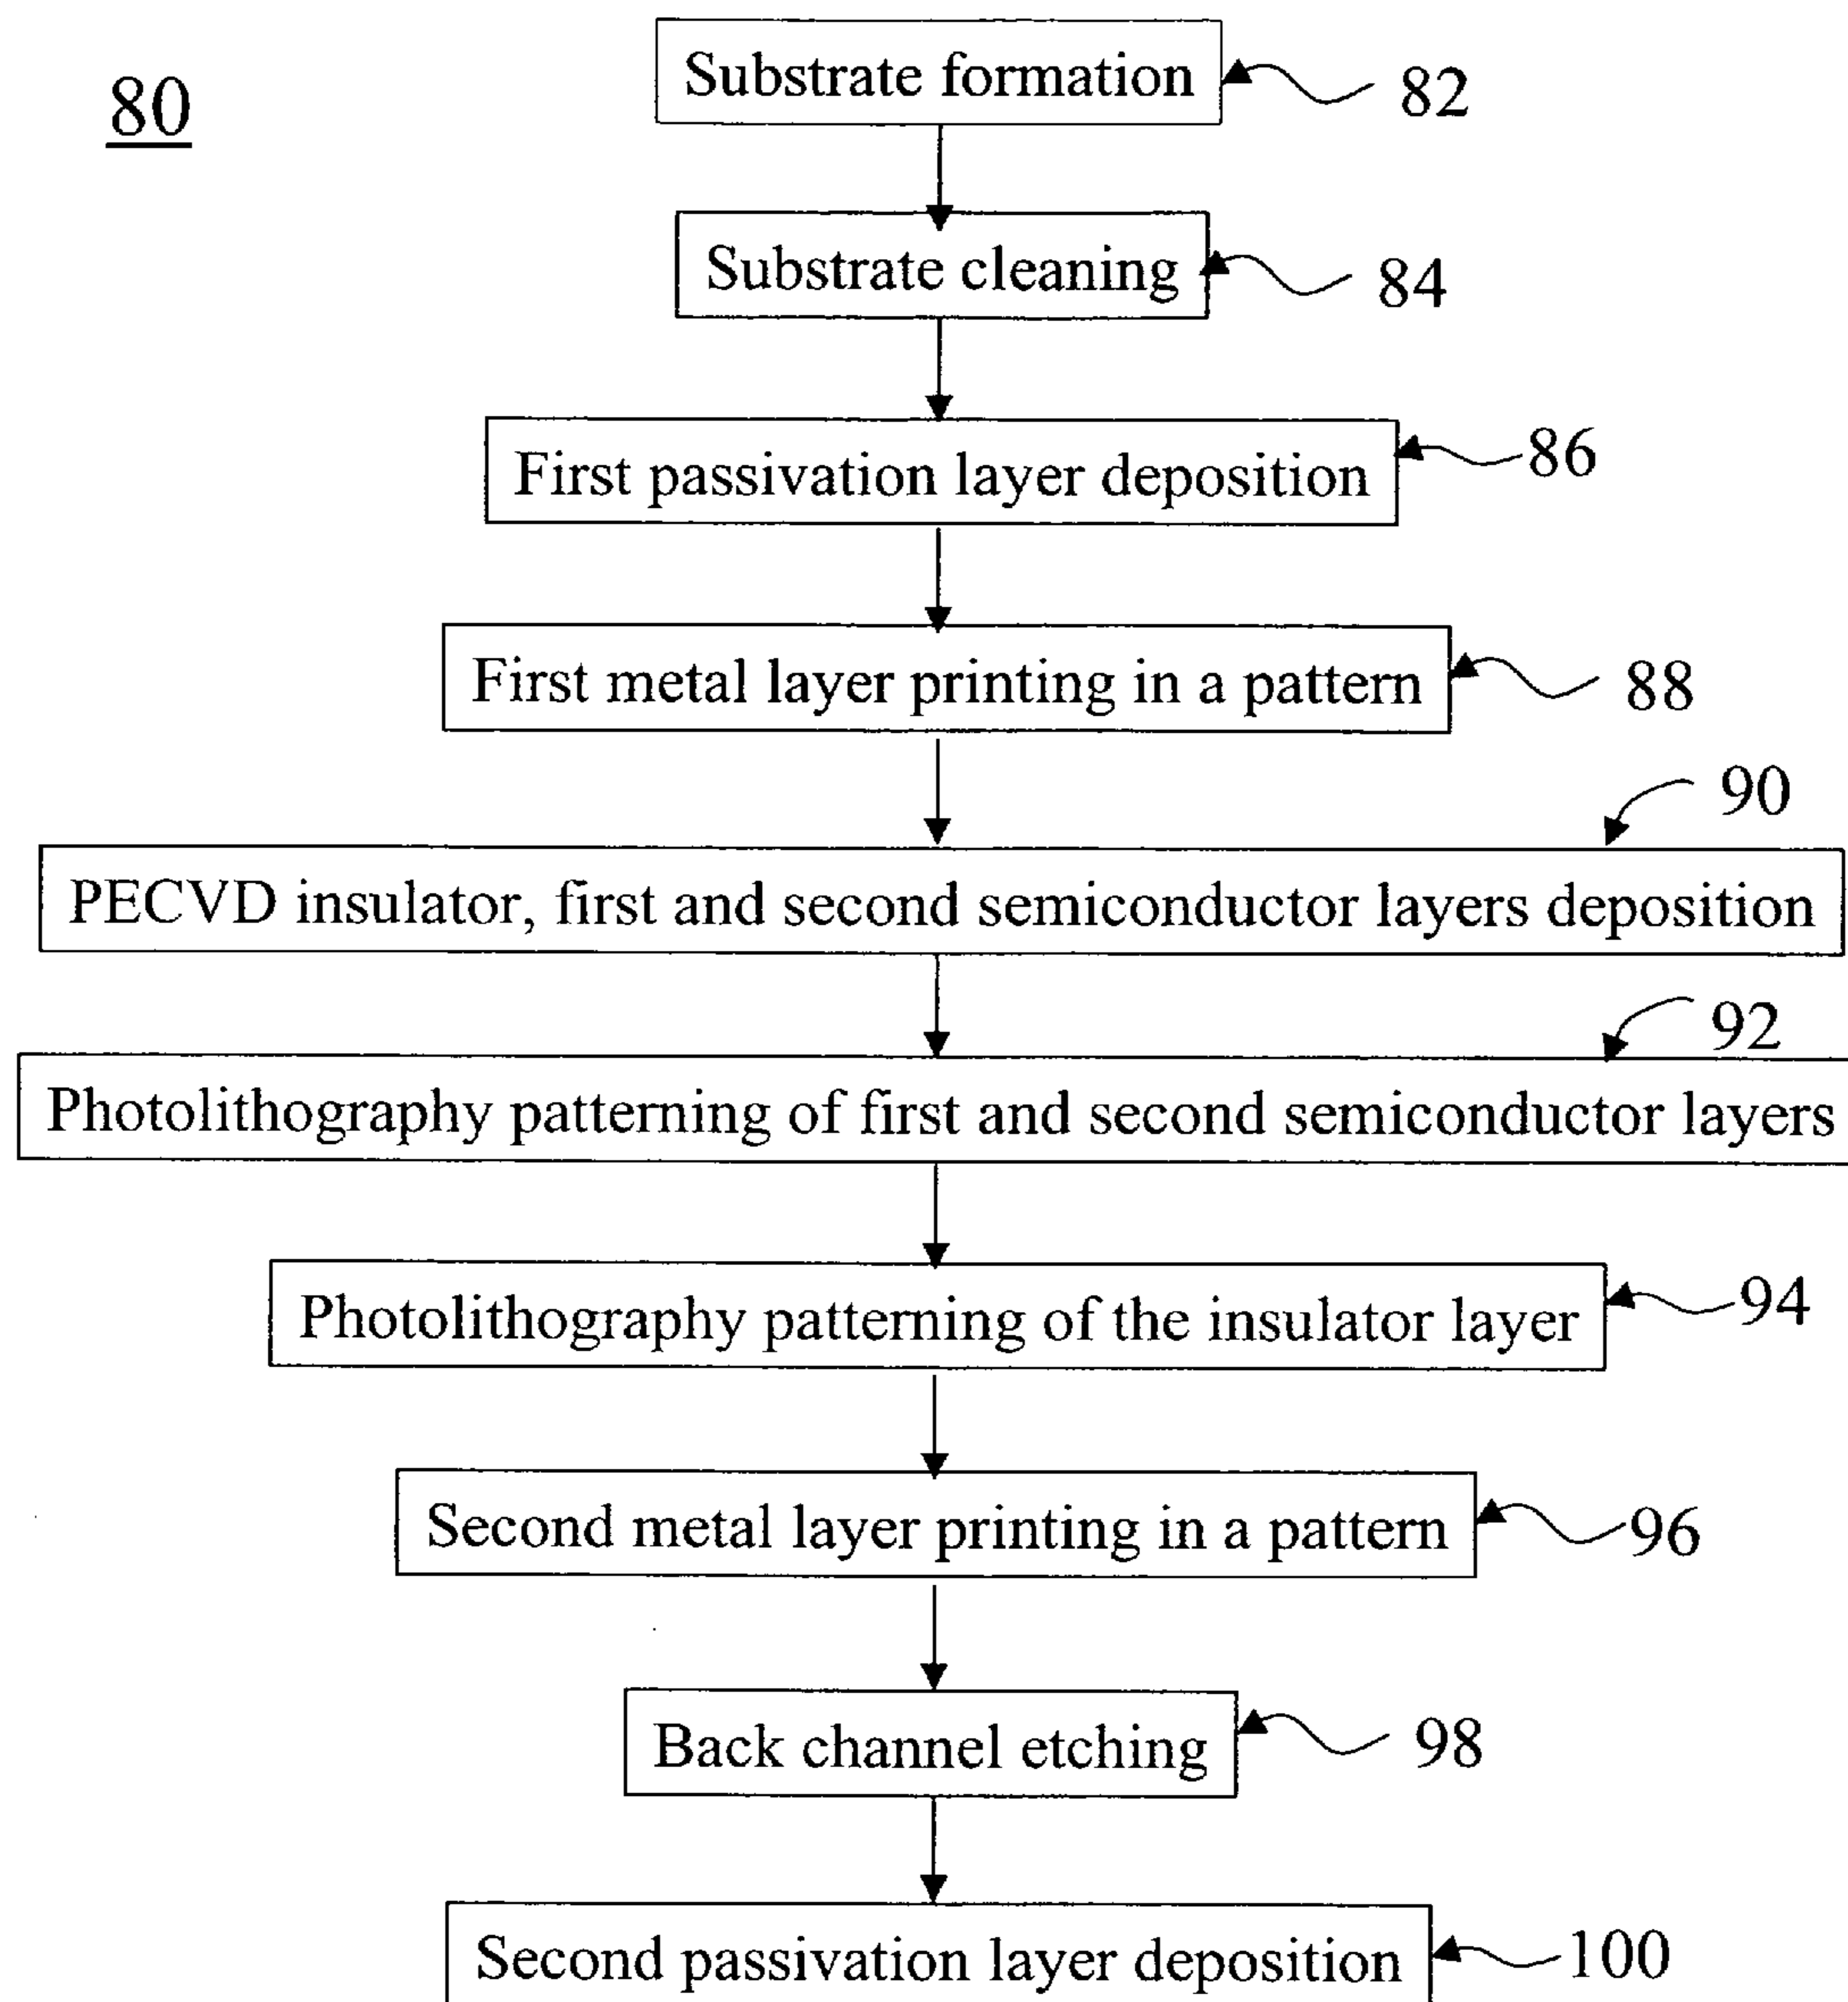 80
Substrate formation
82
Substrate cleaning
84
First passivation layer deposition
86
First metal layer printing in a pattern
88
90
PECVD insulator, first and second semiconductor layers deposition
92
Photolithography patterning of first and second semiconductor layers
Photolithography patterning of the insulator layer
94
Second metal layer printing in a pattern
96
Back channel etching
98
Second passivation layer deposition
100